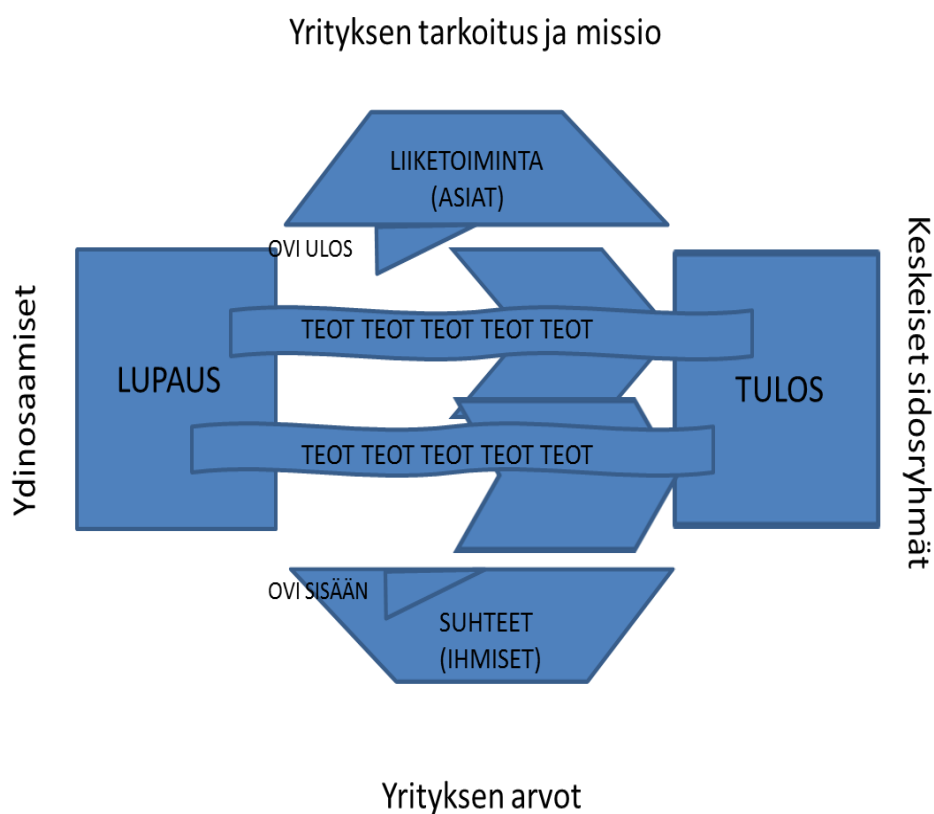 Yrityksen tarkoitus ja missio
LIIKETOIMINTA
(ASIAT)
OVI ULOS
Ydinosaamiset
LUPAUS
TEOT TEOT TEOT TEOT TEOT
TEOT TEOT TEOT TEOT TEOT
TULOS
Keskeiset sidosryhmät
OVI SISÄÄN
SUHTEET
(IHMISET)
Yrityksen arvot